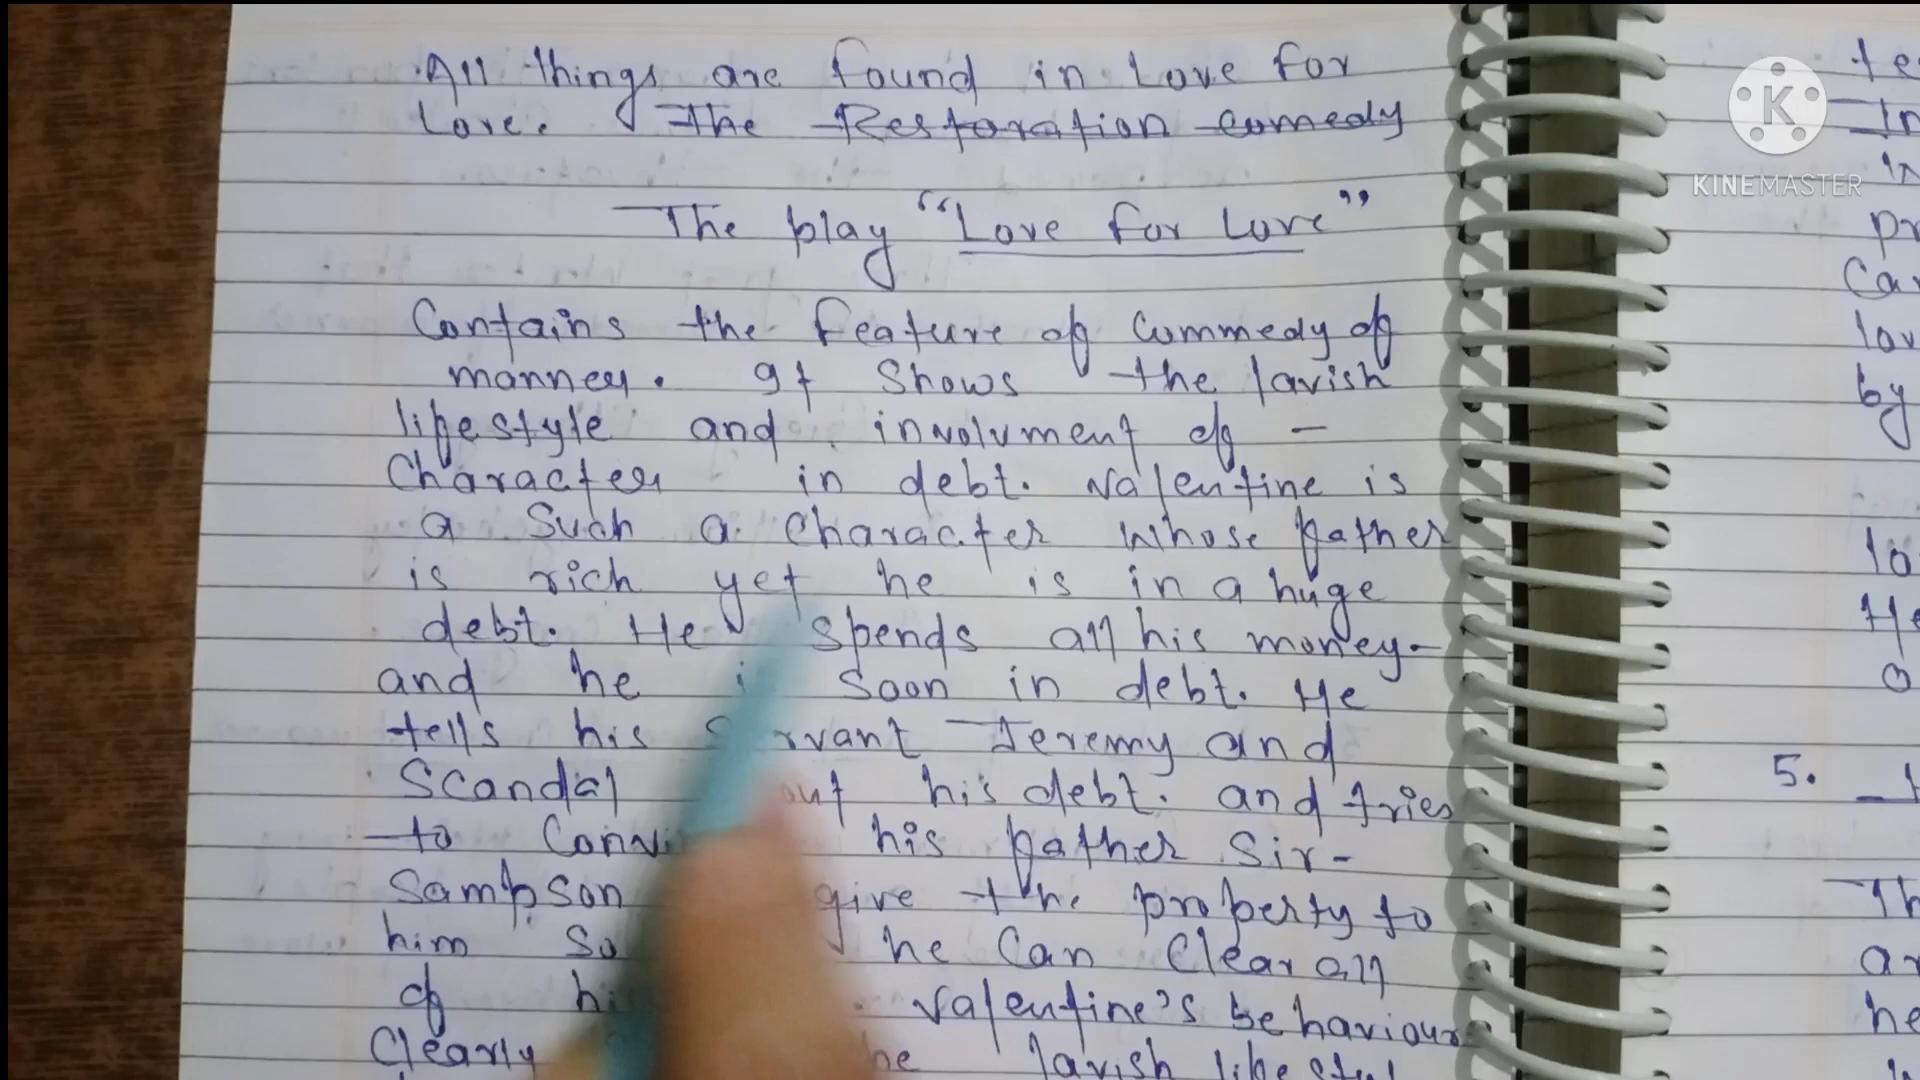 All things are found in Love for
Love. The Restoration comedy
The play "Love for Love"
Contains the feature of Commedy of
manner. It shows the lavish
lifestyle and involvment of -
Character in debt. Valentine is
a such a character whose father
is rich yet he is in a huge
debt. He spends all his money-
and he soon in debt. He
tells his Jeremy and
Scandal his debt. and tries
to his father Sir-
Sampson give the property to
him so he can clear all
of Valentine's behaviour
Clearly lavish
5.
by
He
KINEMASTER